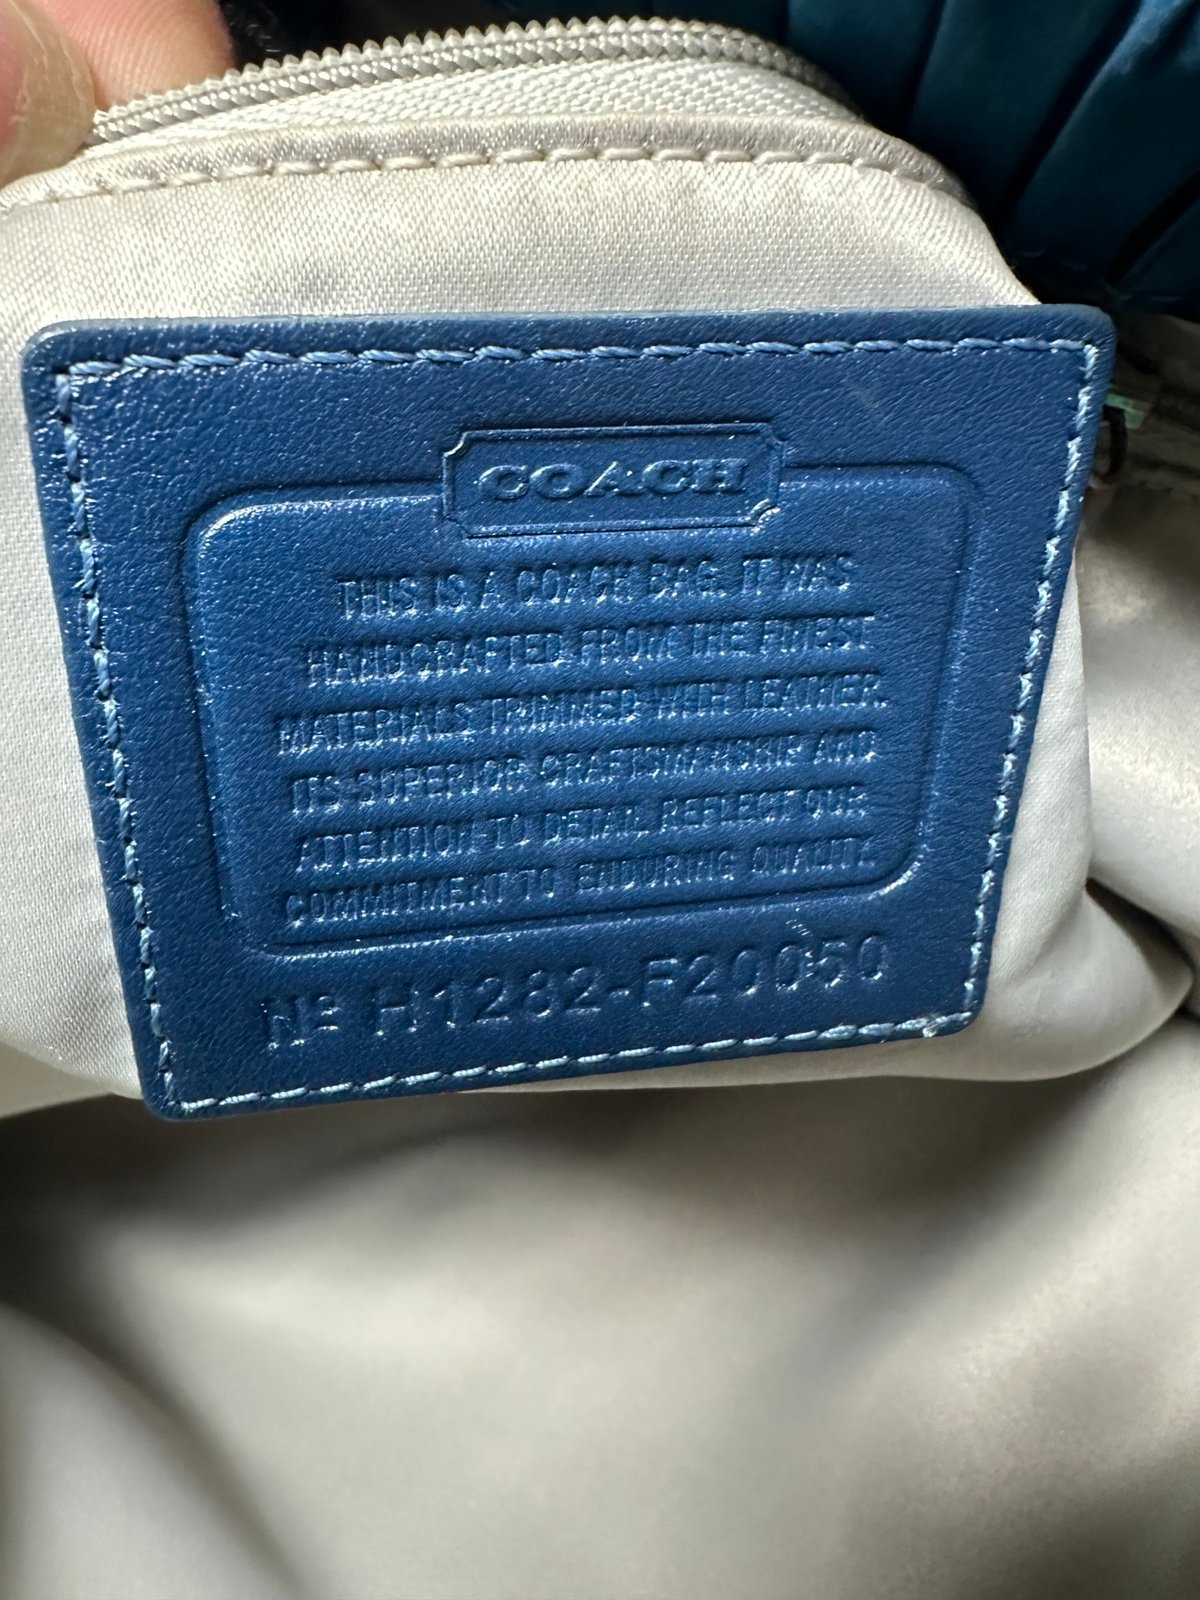 COACH
THIS IS A COACH BAG. IT WAS
HANDCRAFTED FROM THE FINEST
MATERIALS TRIMMED WITH LEATHER.
ITS SUPERIOR CRAFTSMANSHIP AND
ATTENTION TO DETAIL REFLECT OUR
COMMITMENT TO ENDURING QUALITY.
Nº H1282-F20050